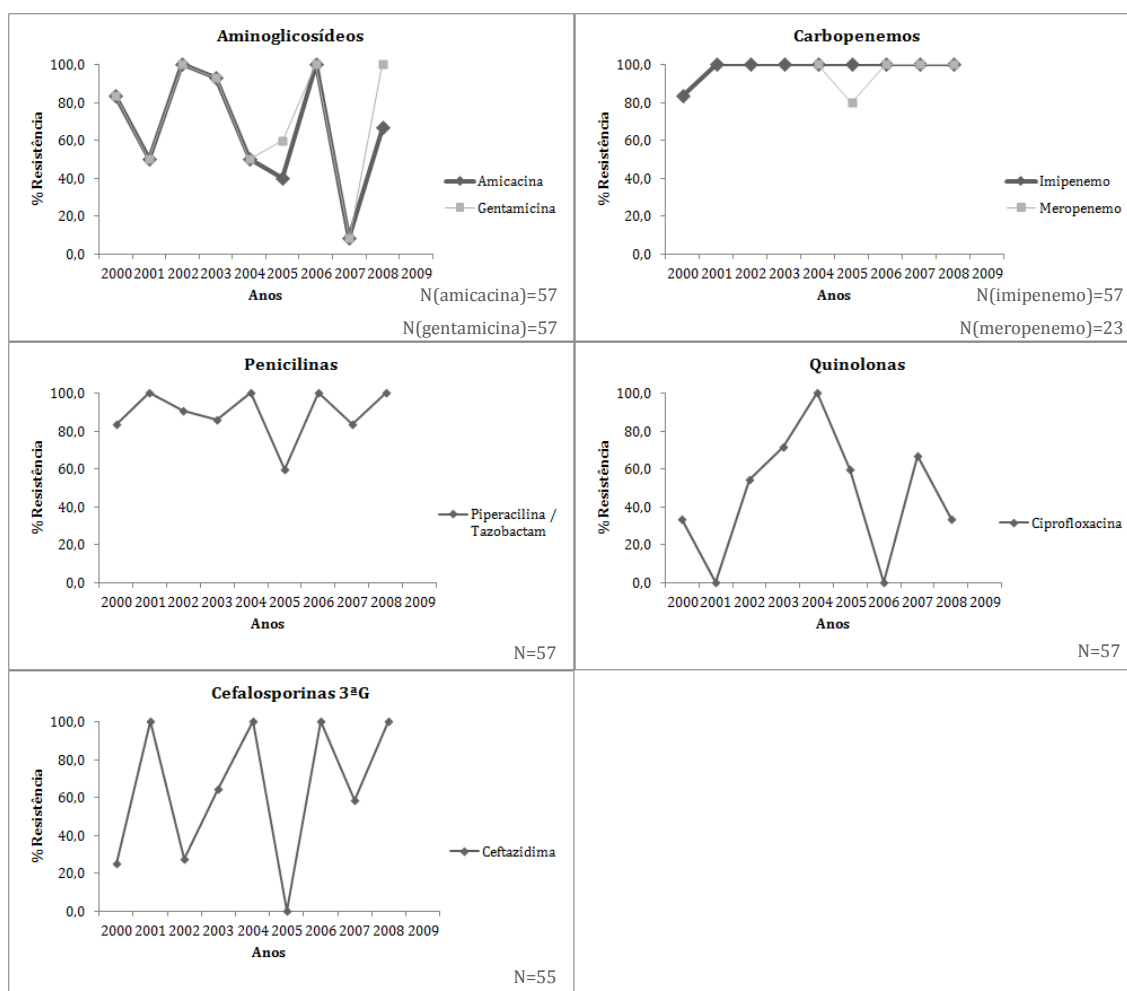 Aminoglicosídeos
% Resistência
100,0
80,0
60,0
40,0
20,0
0,0
2000 2001 2002 2003 2004 2005 2006 2007 2008 2009
Anos
Amicacina
Gentamicina
N(amicacina)=57
N(gentamicina)=57
Carbopenemos
% Resistência
100,0
80,0
60,0
40,0
20,0
0,0
2000 2001 2002 2003 2004 2005 2006 2007 2008 2009
Anos
Imipenemo
Meropenemo
N(imipenemo)=57
N(meropenemo)=23
Penicilinas
% Resistência
100,0
80,0
60,0
40,0
20,0
0,0
2000 2001 2002 2003 2004 2005 2006 2007 2008 2009
Anos
Piperacilina /
Tazobactam
N=57
Quinolonas
% Resistência
100,0
80,0
60,0
40,0
20,0
0,0
2000 2001 2002 2003 2004 2005 2006 2007 2008 2009
Anos
Ciprofloxacina
N=57
Cefalosporinas 3ªG
% Resistência
100,0
80,0
60,0
40,0
20,0
0,0
2000 2001 2002 2003 2004 2005 2006 2007 2008 2009
Anos
Ceftazidima
N=55